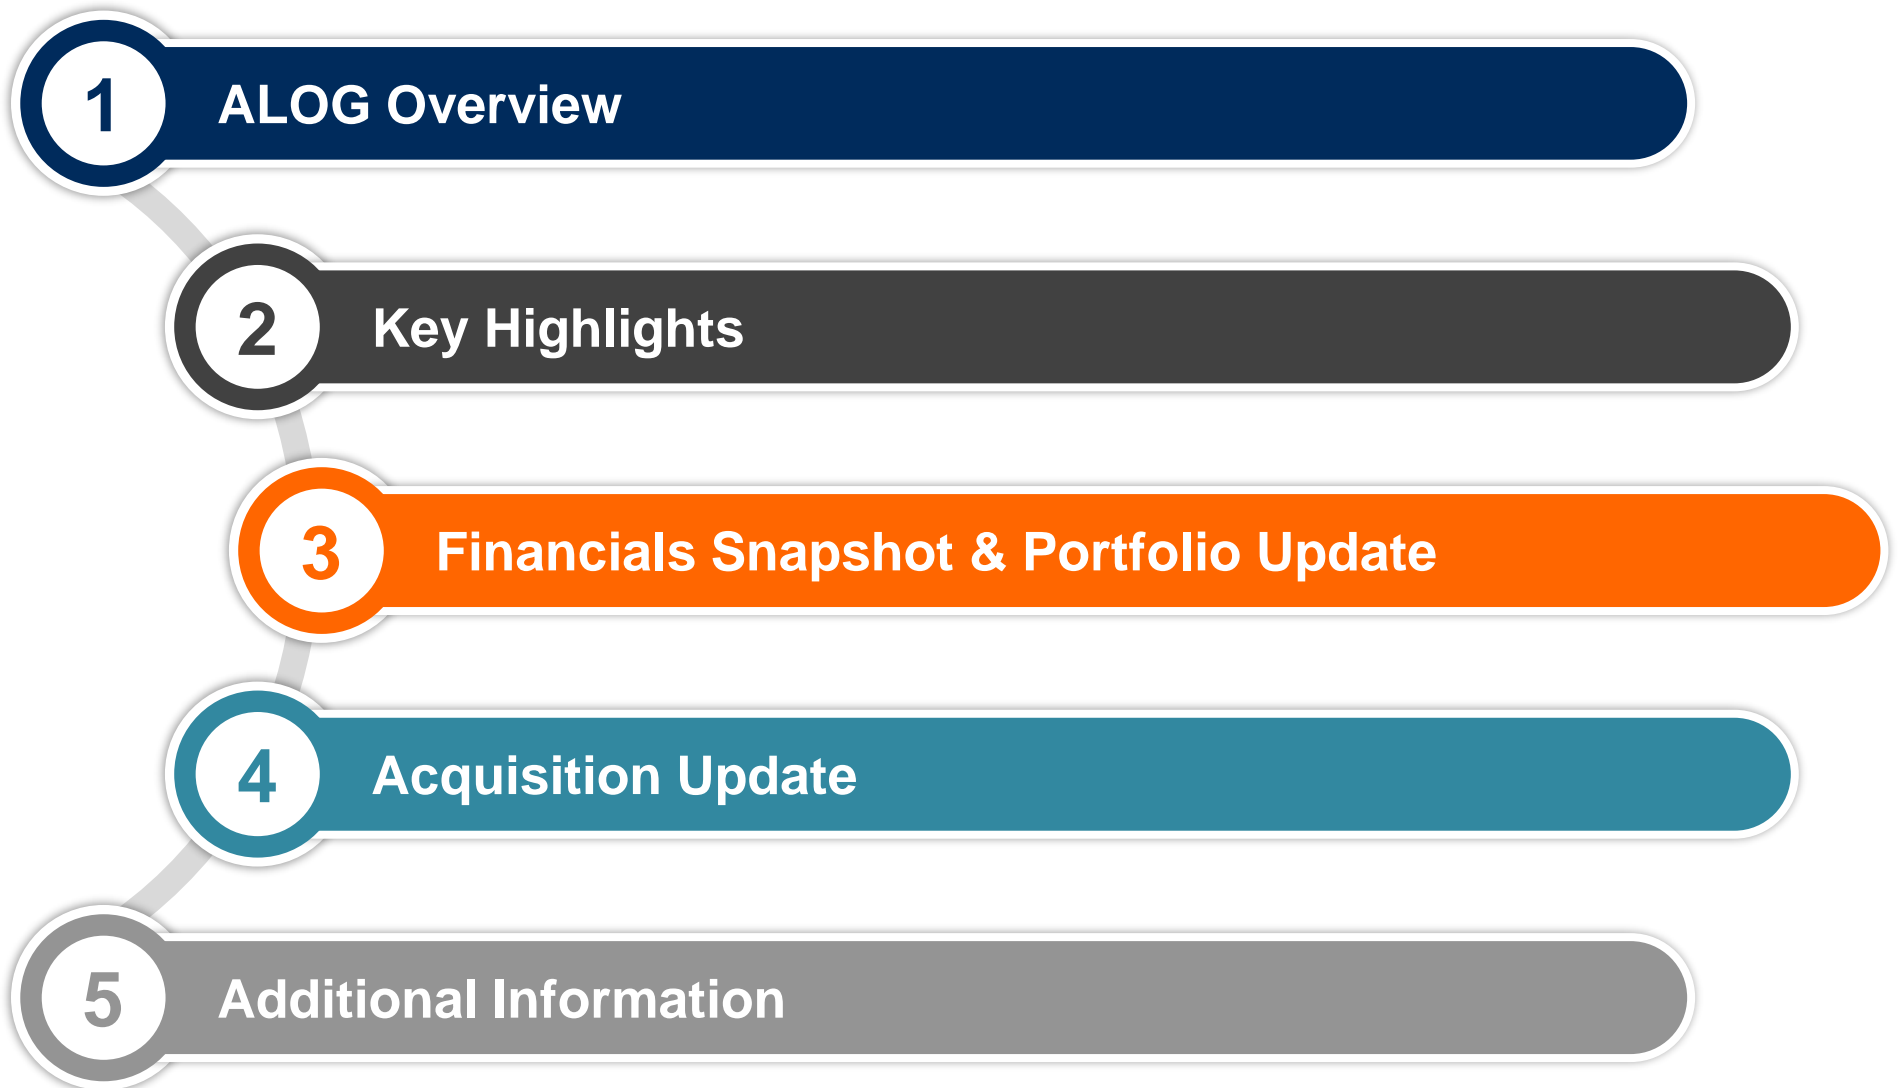 1 ALOG Overview
2 Key Highlights
3 Financials Snapshot & Portfolio Update
4 Acquisition Update
5 Additional Information